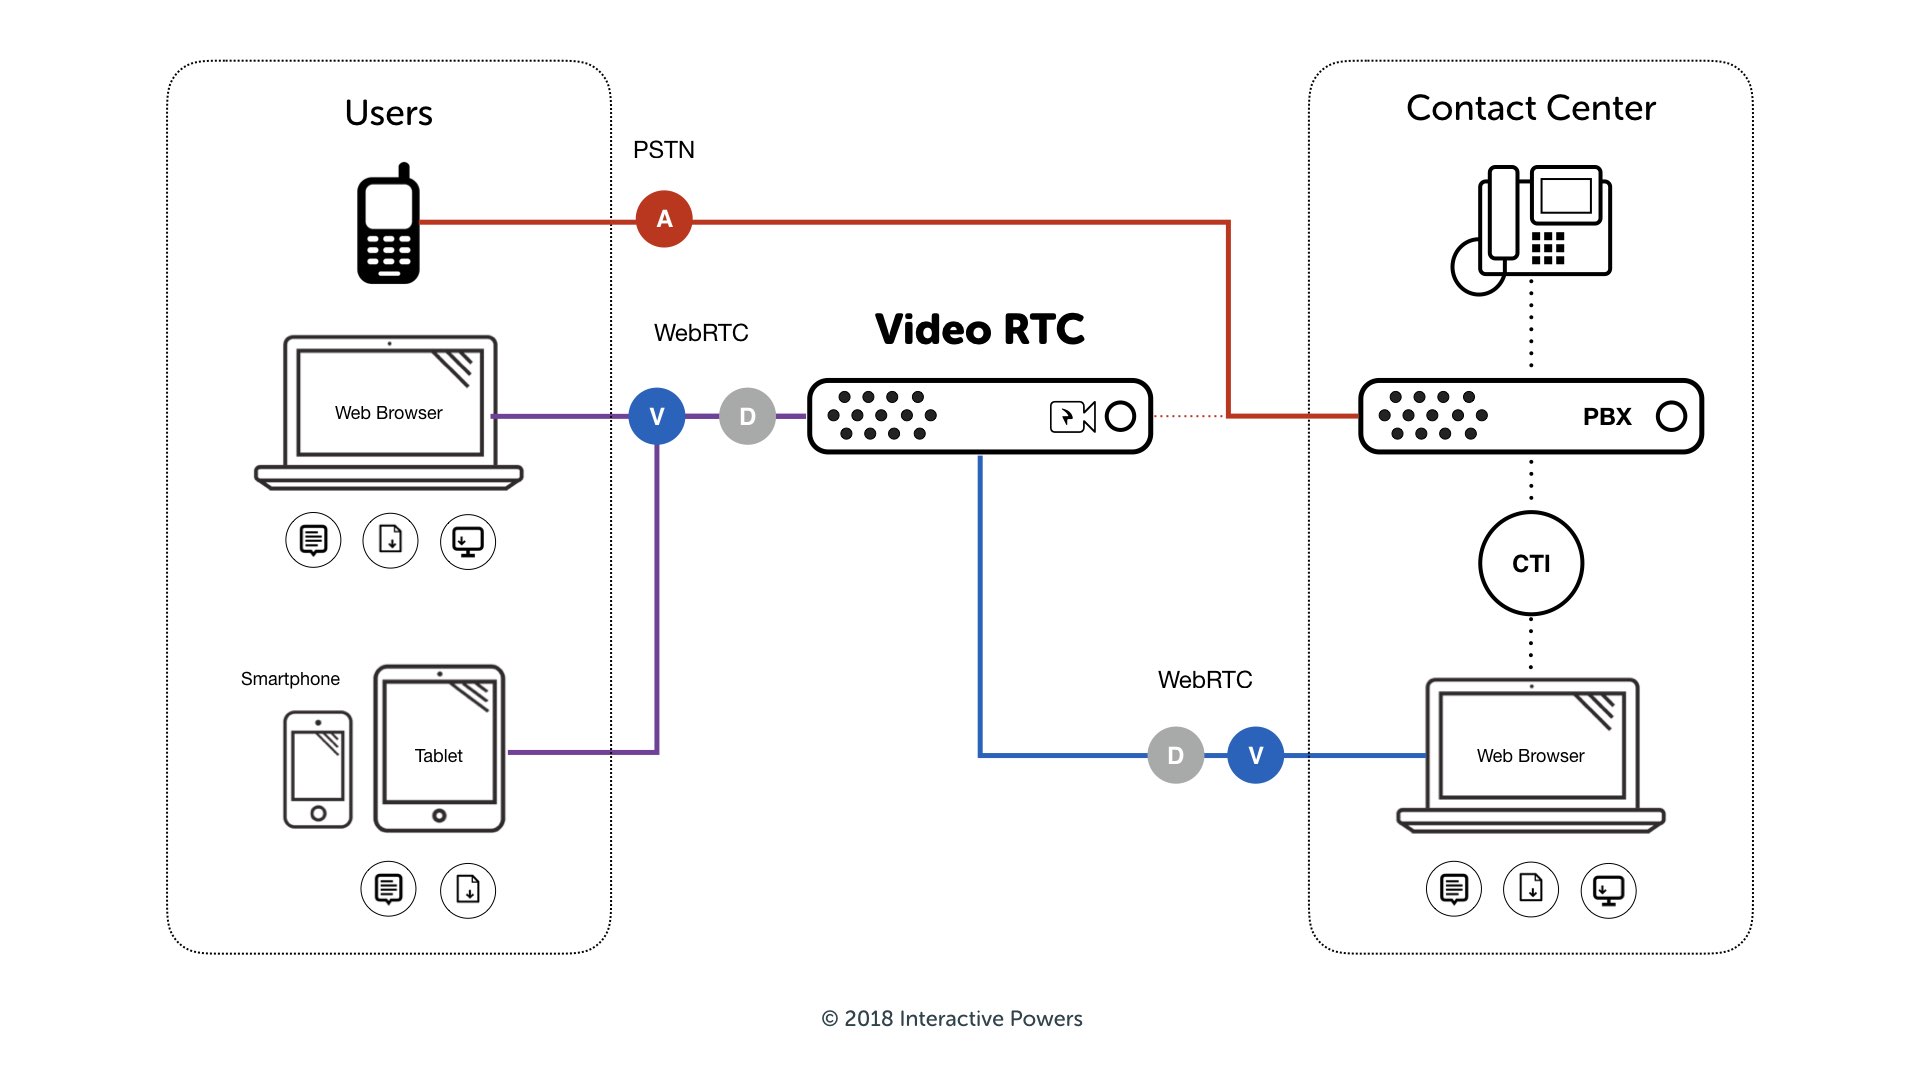 Users
Contact Center
PSTN
A
Video RTC
WebRTC
Web Browser
V
D
PBX
CTI
Smartphone
Tablet
WebRTC
D
V
Web Browser
© 2018 Interactive Powers